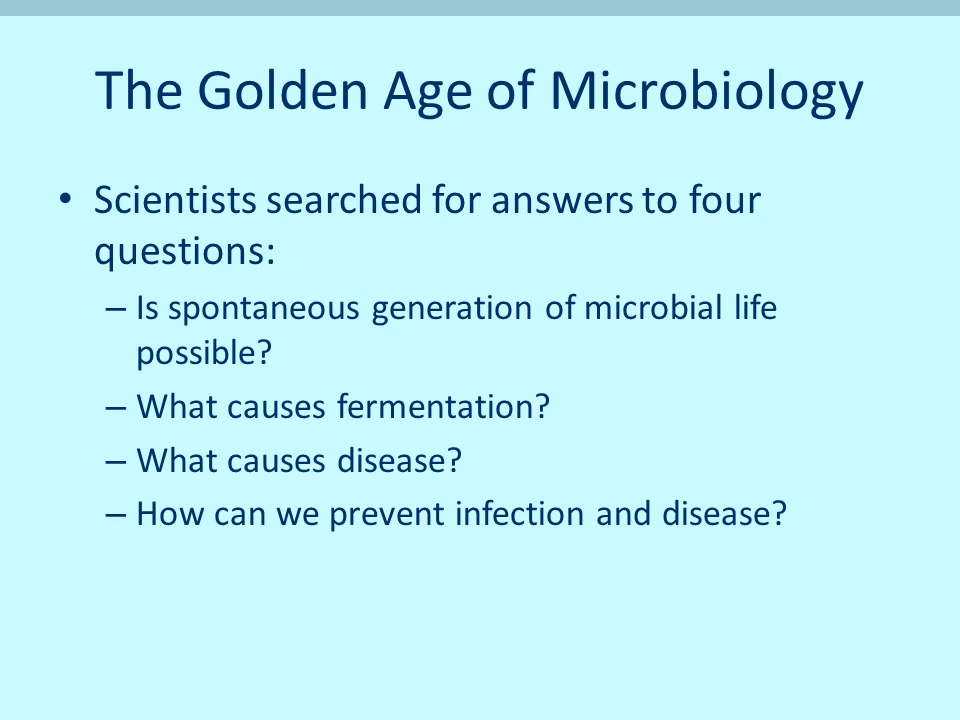 The Golden Age of Microbiology
• Scientists searched for answers to four
questions:
– Is spontaneous generation of microbial life
possible?
– What causes fermentation?
– What causes disease?
– How can we prevent infection and disease?